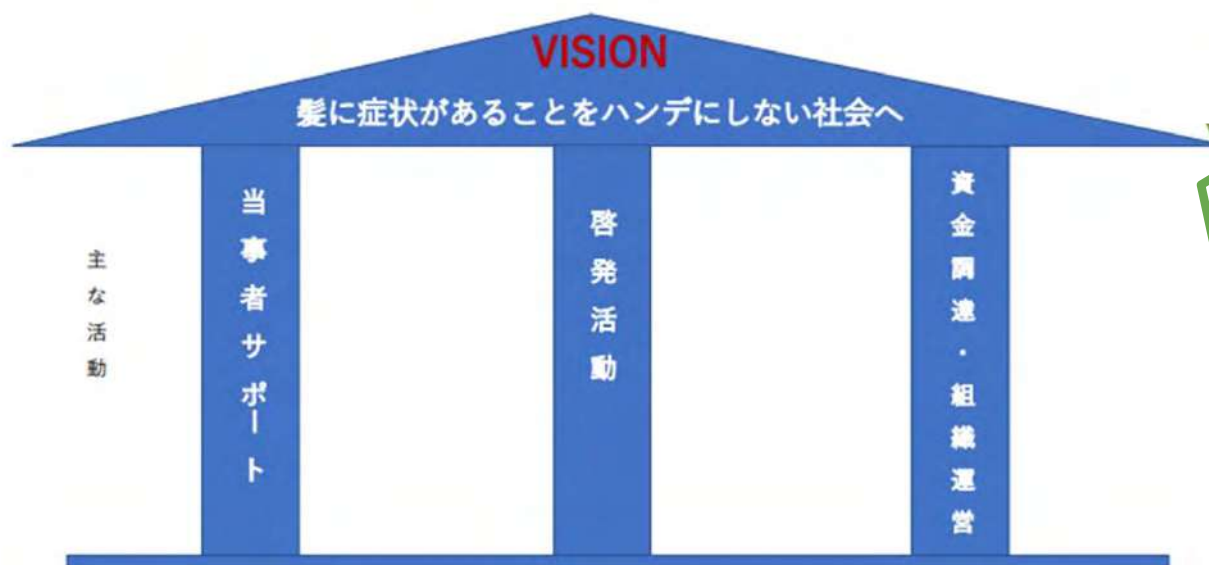 VISION
髪に症状があることをハンデにしない社会へ
主な活動
当事者サポート
啓発活動
資金調達・組織運営